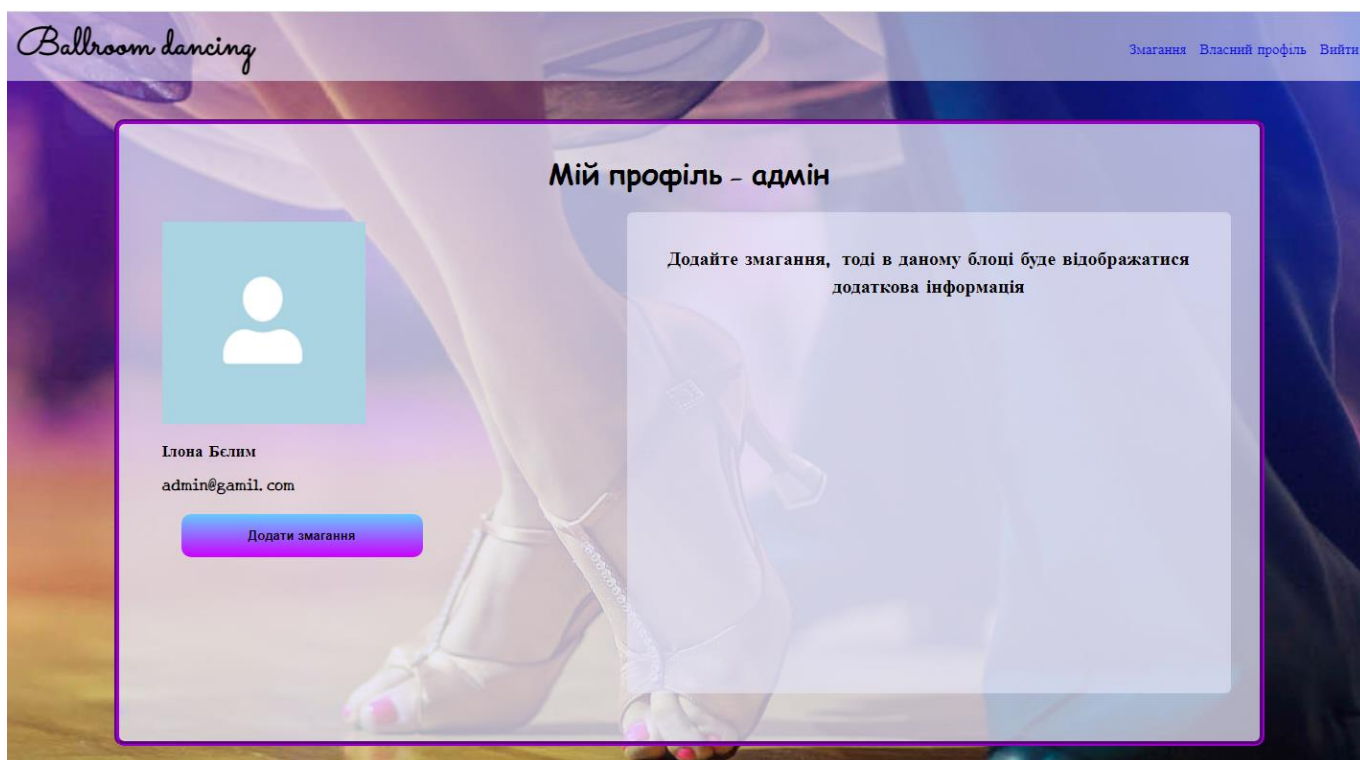 Ballroom dancing
Змагання Власний профіль Вийти
Мій профіль - адмін
Додайте змагання, тоді в даному блоці буде відображатися
додаткова інформація
Ілона Бєлим
admin@gamil.com
Додати змагання